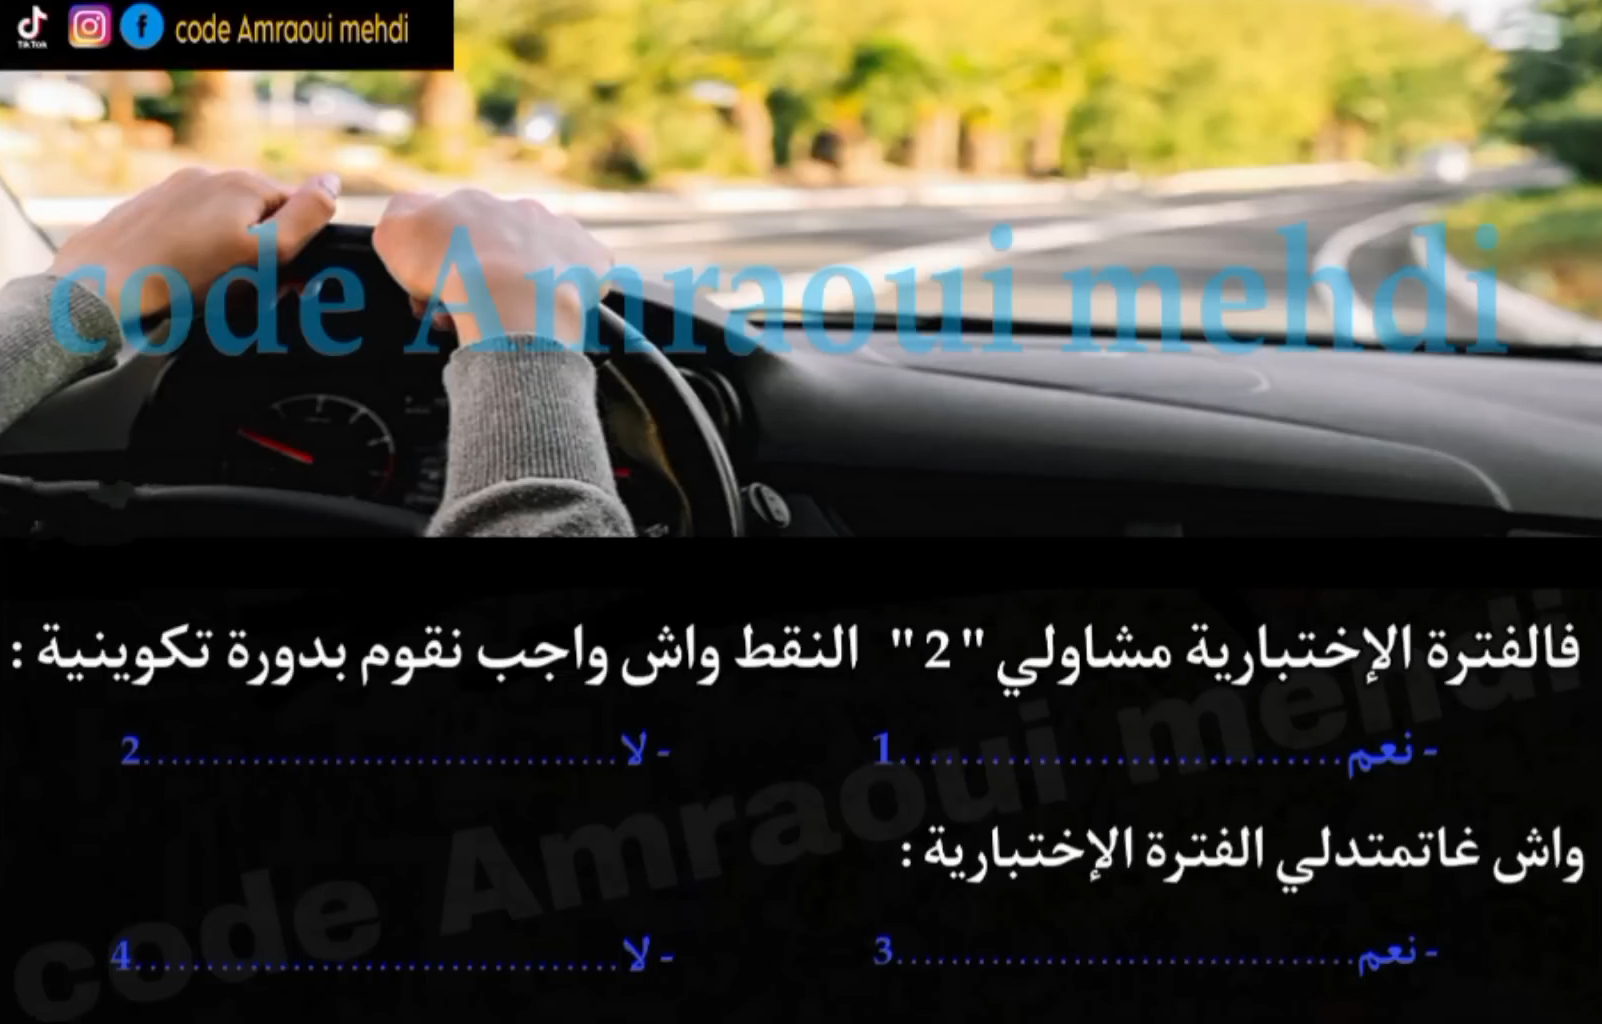 TikTok
code Amraoui mehdi
code Amraoui mehdi
فالفترة الإختبارية مشاولي "2" النقط واش واجب نقوم بدورة تكوينية :
- نعم..............................1 - لا..............................2
واش غاتمتدلي الفترة الإختبارية :
- نعم..............................3 - لا..............................4
code Amraoui mehdi